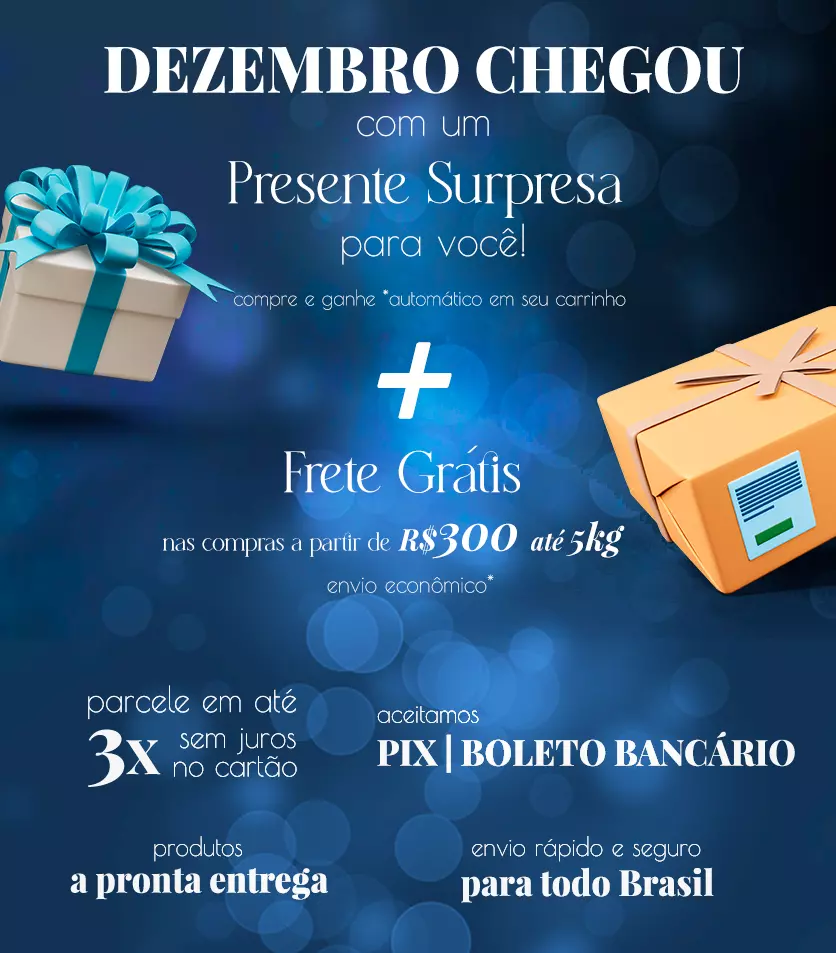 DEZEMBRO CHEGOU
com um
Presente Surpresa
para você!
compre e ganhe *automático em seu carrinho
+
Frete Grátis
nas compras a partir de R$300 até 5kg
envio econômico*
parcele em até
3x sem juros
no cartão
aceitamos
PIX | BOLETO BANCÁRIO
produtos
a pronta entrega
envio rápido e seguro
para todo Brasil